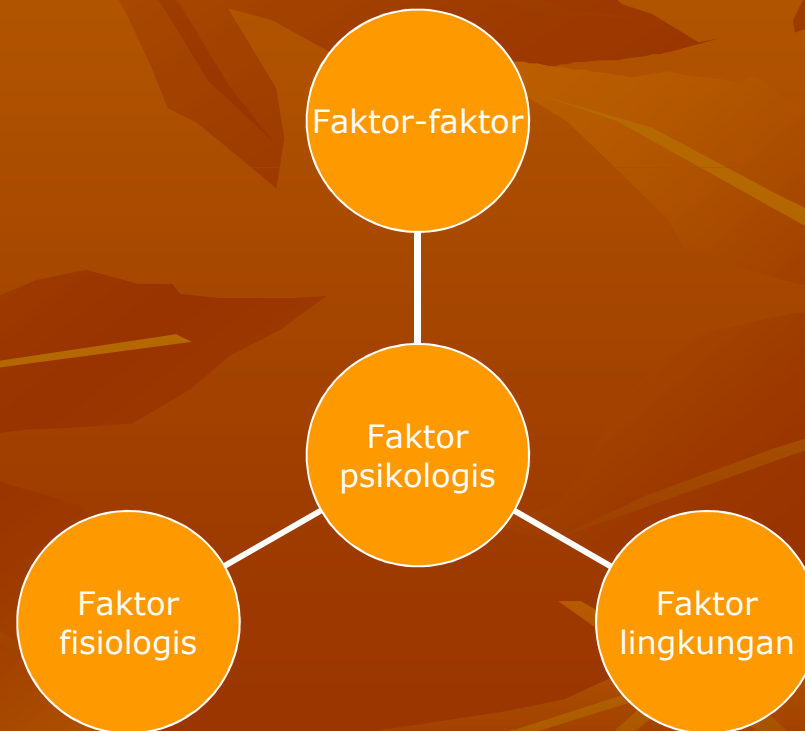 Faktor-faktor
Faktor
psikologis
Faktor
fisiologis
Faktor
lingkungan